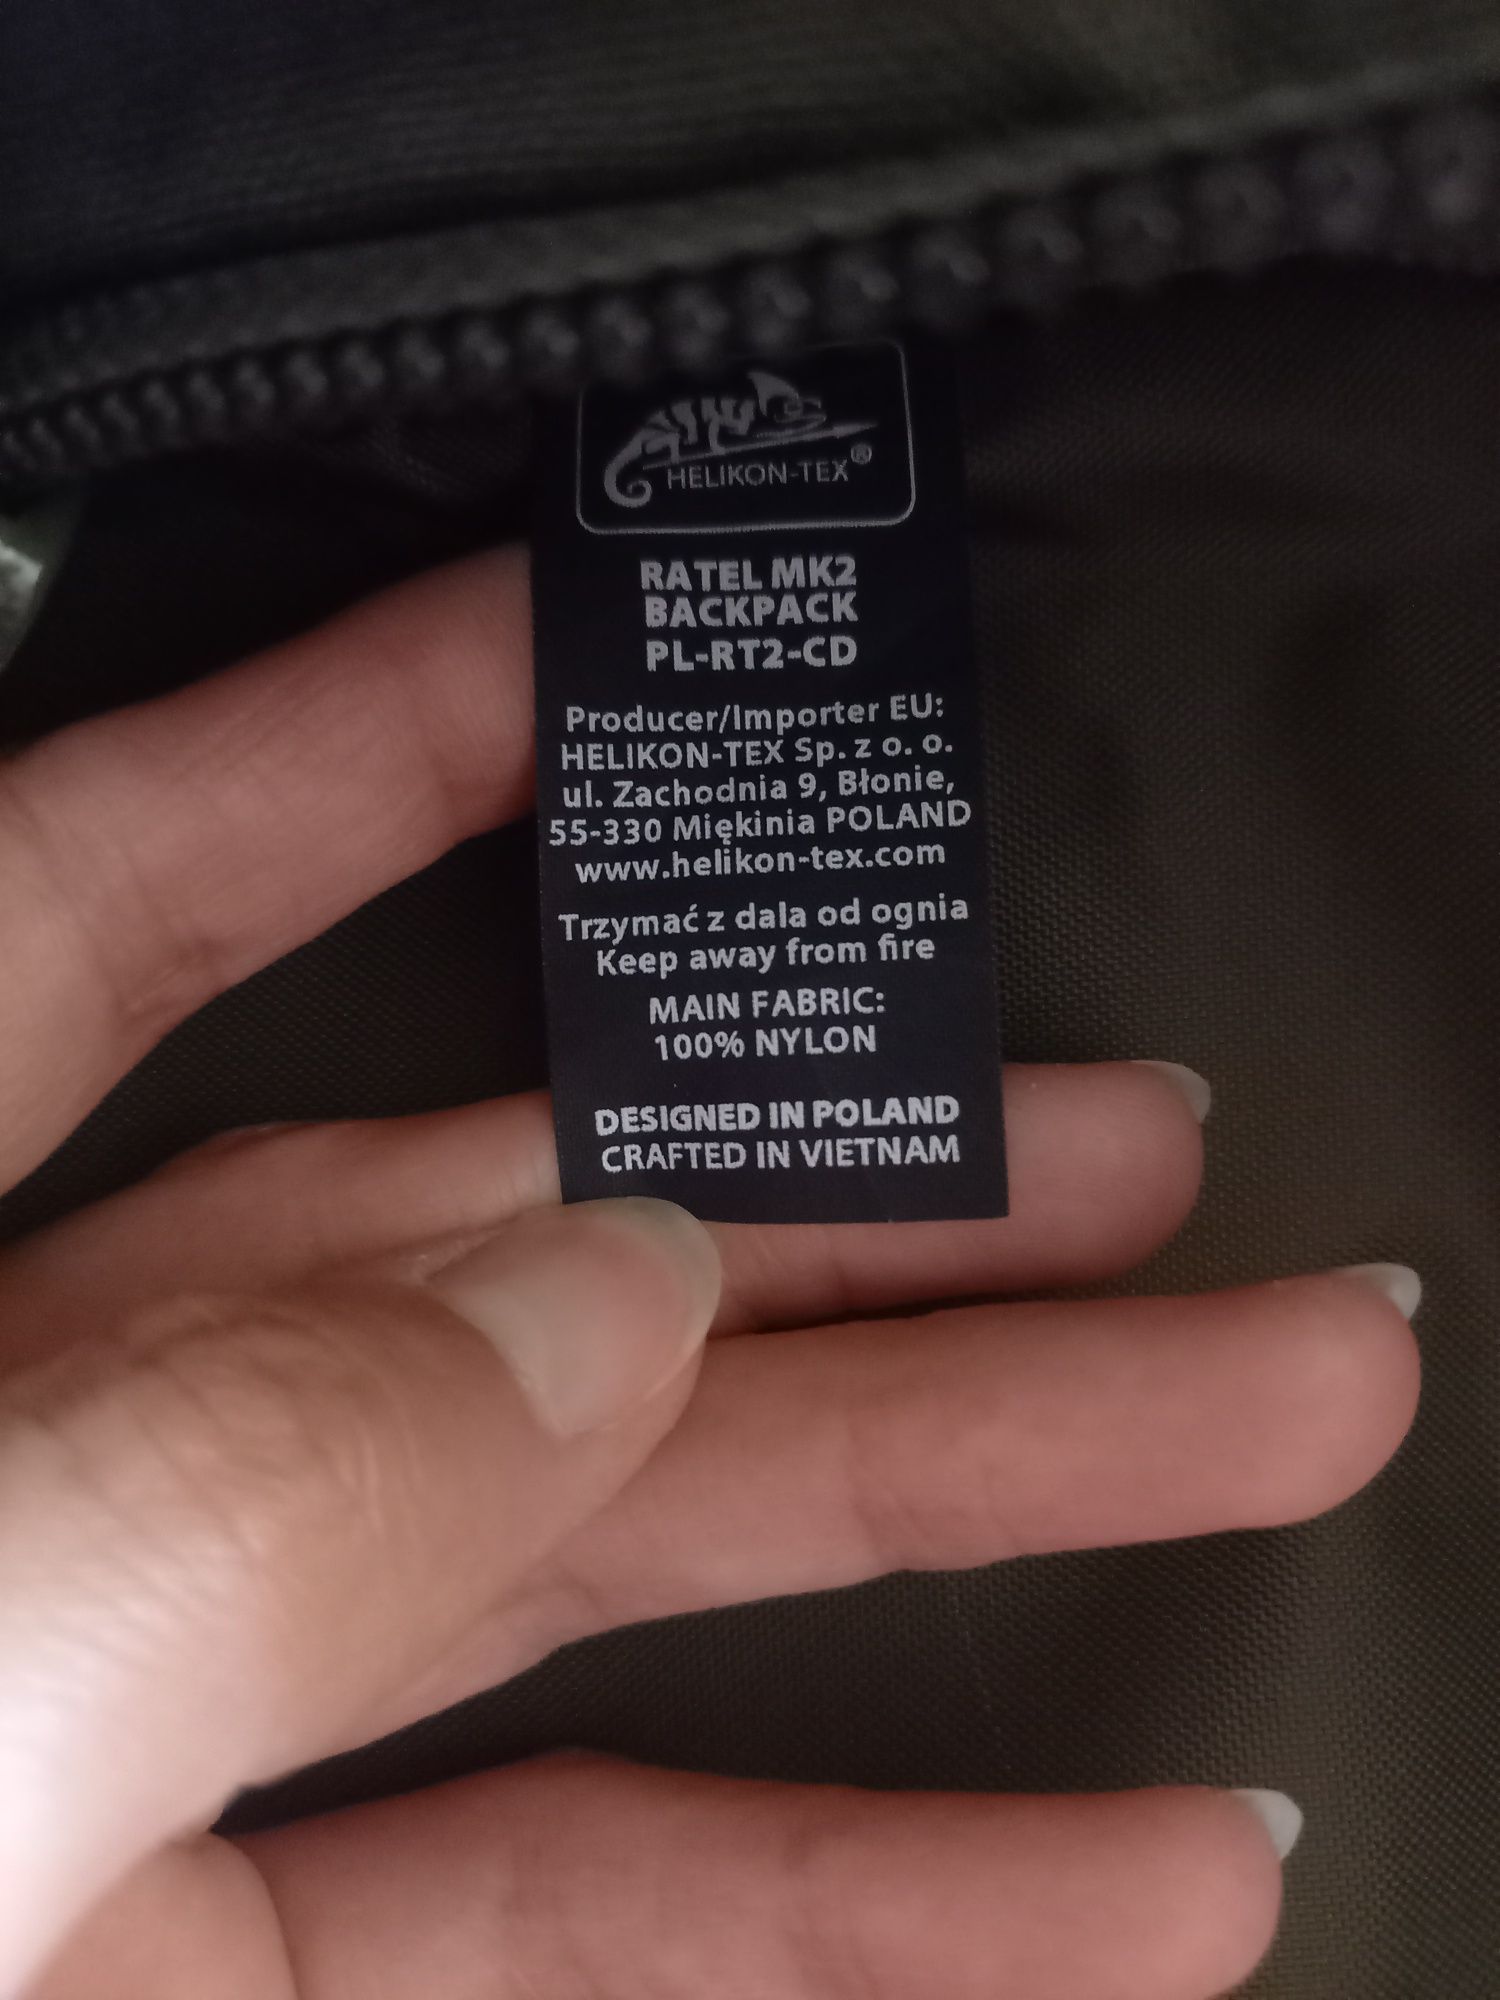 HELIKON-TEX®
RATEL MK2
BACKPACK
PL-RT2-CD
Producer/Importer EU:
HELIKON-TEX Sp. z o. o.
ul. Zachodnia 9, Błonie,
55-330 Miękinia POLAND
www.helikon-tex.com
Trzymać z dala od ognia
Keep away from fire
MAIN FABRIC:
100% NYLON
DESIGNED IN POLAND
CRAFTED IN VIETNAM